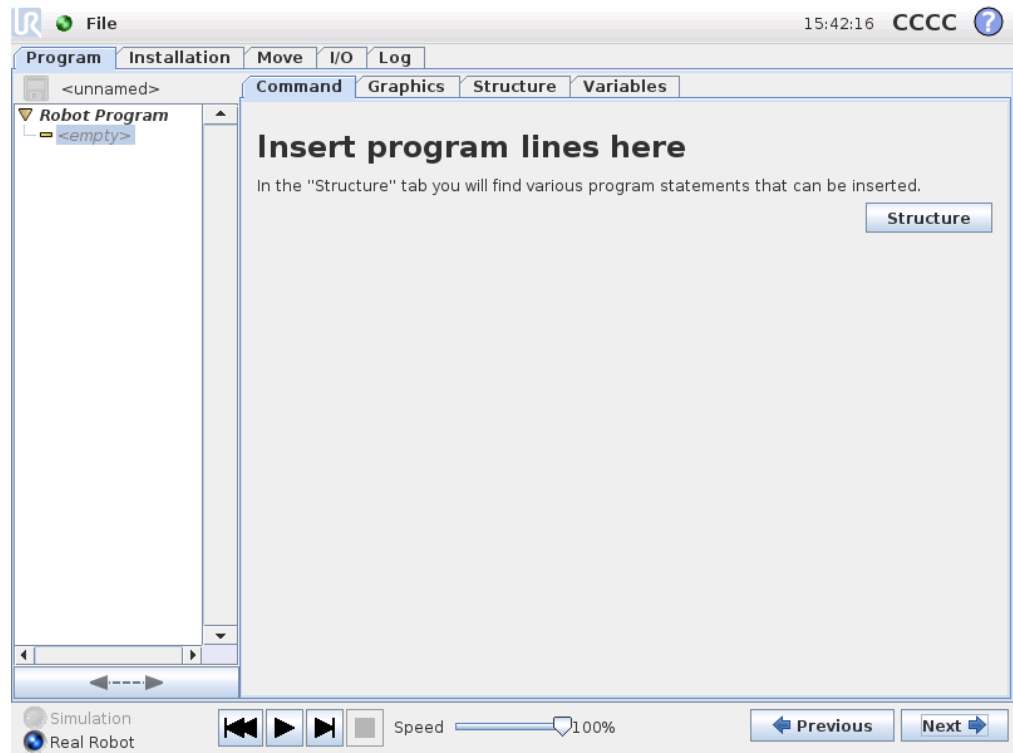 UR File 15:42:16 CCCC ?
Program Installation Move I/O Log
<unnamed> Command Graphics Structure Variables
Robot Program
<empty>
Insert program lines here
In the "Structure" tab you will find various program statements that can be inserted.
Structure
Simulation
Real Robot
Speed 100%
Previous Next